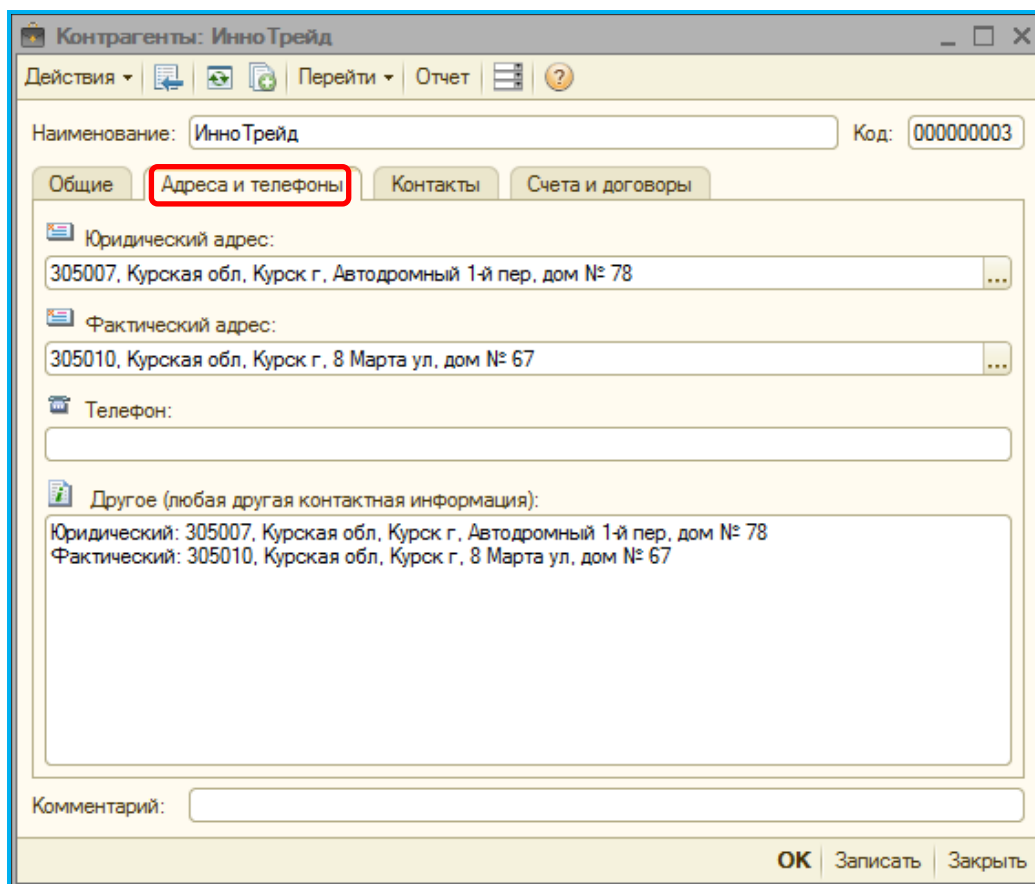 Контрагенты: ИнноТрейд
Действия Перейти Отчет ?
Наименование: ИнноТрейд Код: 000000003
Общие Адреса и телефоны Контакты Счета и договоры
Юридический адрес:
305007, Курская обл, Курск г, Автодромный 1-й пер, дом № 78 ...
Фактический адрес:
305010, Курская обл, Курск г, 8 Марта ул, дом № 67 ...
Телефон:
Другое (любая другая контактная информация):
Юридический: 305007, Курская обл, Курск г, Автодромный 1-й пер, дом № 78
Фактический: 305010, Курская обл, Курск г, 8 Марта ул, дом № 67
Комментарий:
OK Записать Закрыть